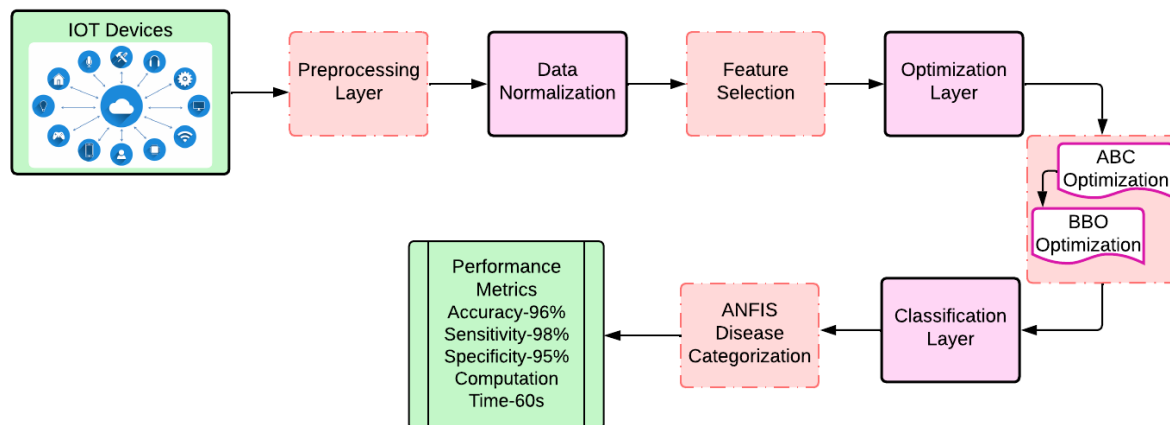 IOT Devices
Preprocessing
Layer
Data
Normalization
Feature
Selection
Optimization
Layer
ABC
Optimization
BBO
Optimization
Classification
Layer
ANFIS
Disease
Categorization
Performance
Metrics
Accuracy-96%
Sensitivity-98%
Specificity-95%
Computation
Time-60s